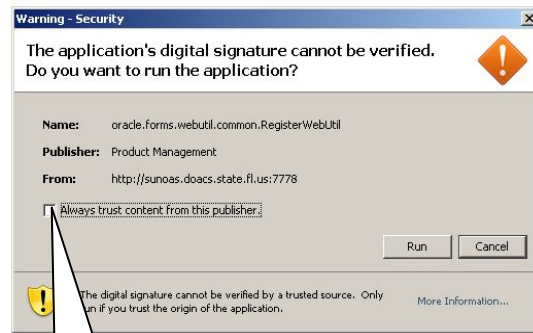 Warning - Security
The application's digital signature cannot be verified.
Do you want to run the application?
Name: oracle.forms.webutil.common.RegisterWebUtil
Publisher: Product Management
From: http://sunoas.doacs.state.fl.us:7778
Always trust content from this publisher.
Run Cancel
The digital signature cannot be verified by a trusted source. Only
if you trust the origin of the application.
More Information...